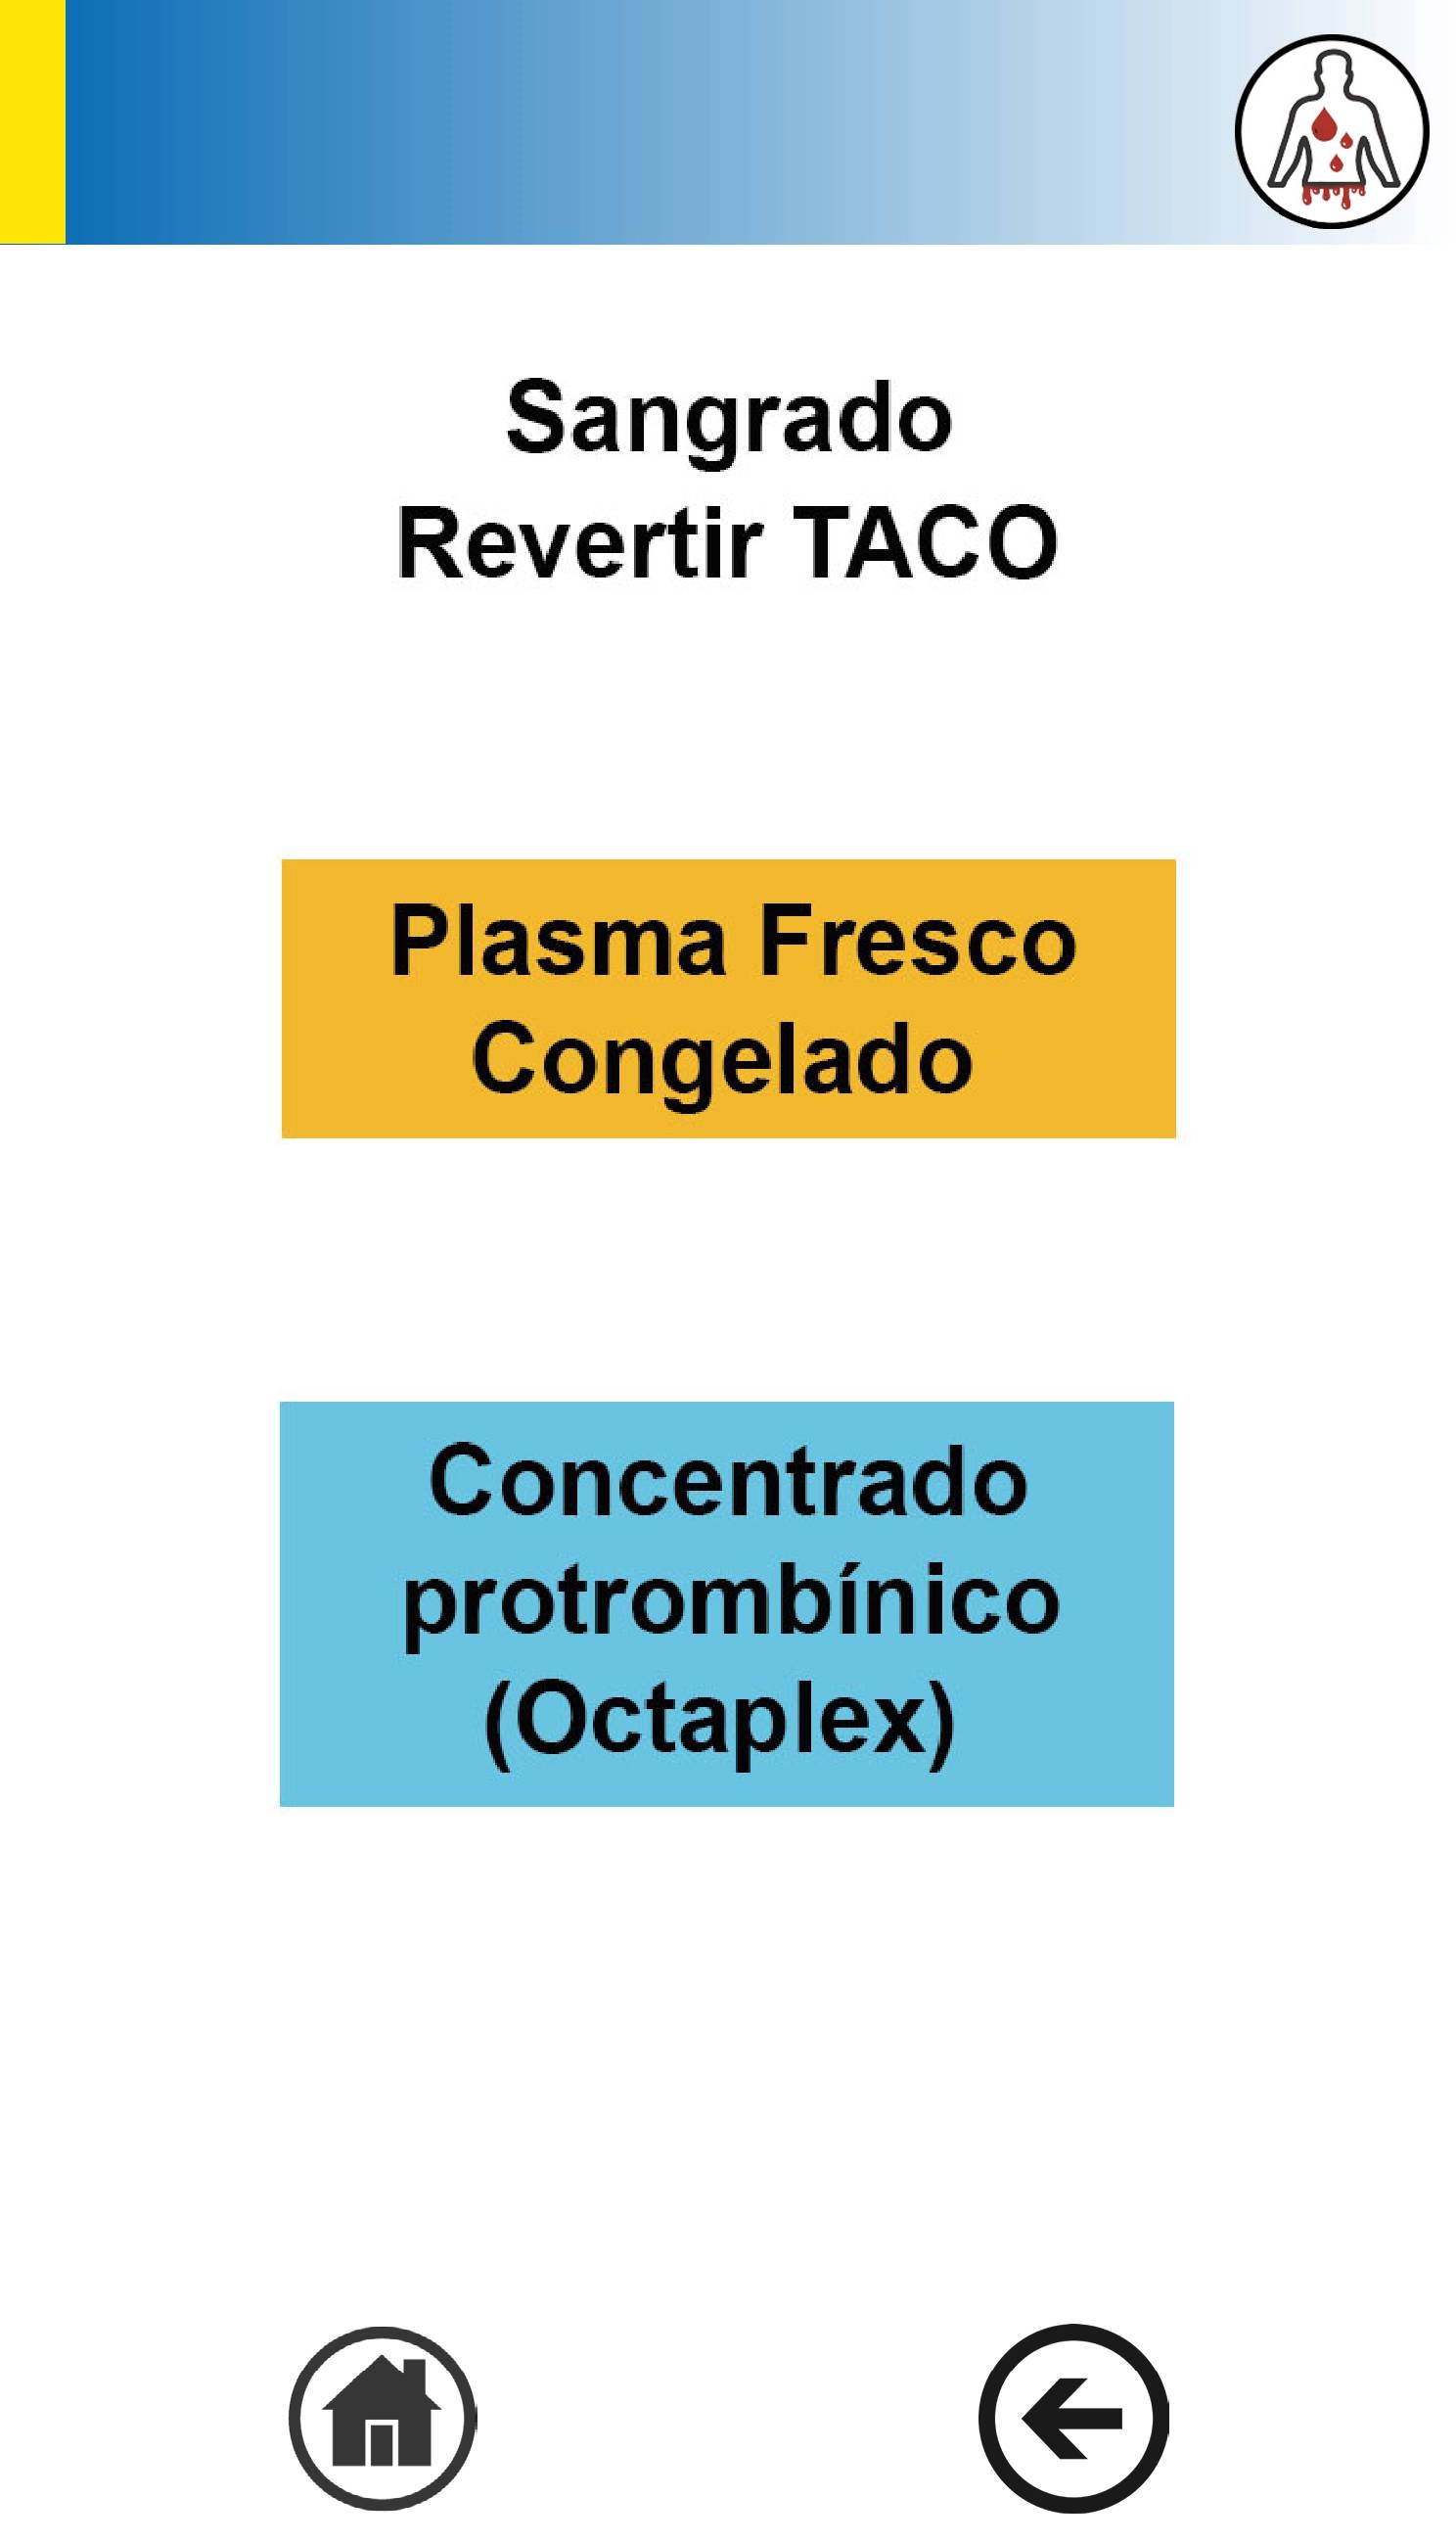 Sangrado
Revertir TACO
Plasma Fresco
Congelado
Concentrado
protrombínico
(Octaplex)